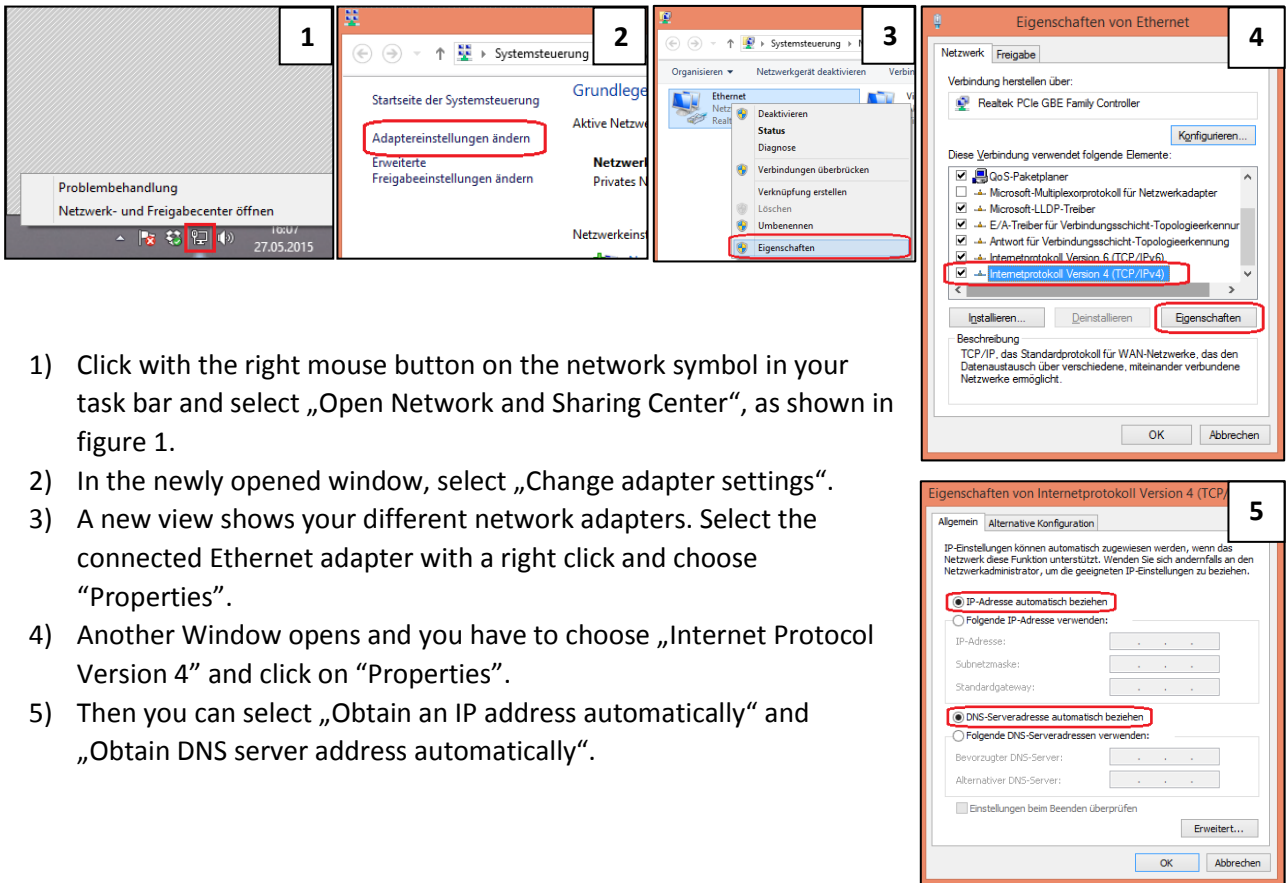 1
Problembehandlung
Netzwerk- und Freigabecenter öffnen
16:07
27.05.2015
2
Systemsteuerung
Startseite der Systemsteuerung
Adaptereinstellungen ändern
Erweiterte
Freigabeeinstellungen ändern
Grundlege
Aktive Netzwe
Netzwerk
Privates N
Netzwerkeinst
3
Systemsteuerung
Organisieren
Netzwerkgerät deaktivieren
Verbin
Ethernet
Netz
Realt
Vi
Deaktivieren
Status
Diagnose
Verbindungen überbrücken
Verknüpfung erstellen
Löschen
Umbenennen
Eigenschaften
Eigenschaften von Ethernet
4
Netzwerk Freigabe
Verbindung herstellen über:
Realtek PCIe GBE Family Controller
Konfigurieren...
Diese Verbindung verwendet folgende Elemente:
QoS-Paketplaner
Microsoft-Multiplexorprotokoll für Netzwerkadapter
Microsoft-LLDP-Treiber
E/A-Treiber für Verbindungsschicht-Topologieerkennur
Antwort für Verbindungsschicht-Topologieerkennung
Internetprotokoll Version 6 (TCP/IPv6)
Internetprotokoll Version 4 (TCP/IPv4)
Installieren... Deinstallieren Eigenschaften
Beschreibung
TCP/IP, das Standardprotokoll für WAN-Netzwerke, das den
Datenaustausch über verschiedene, miteinander verbundene
Netzwerke ermöglicht.
OK Abbrechen
1) Click with the right mouse button on the network symbol in your
task bar and select „Open Network and Sharing Center“, as shown in
figure 1.
2) In the newly opened window, select „Change adapter settings“.
3) A new view shows your different network adapters. Select the
connected Ethernet adapter with a right click and choose
“Properties”.
4) Another Window opens and you have to choose „Internet Protocol
Version 4” and click on “Properties”.
5) Then you can select „Obtain an IP address automatically“ and
„Obtain DNS server address automatically“.
Eigenschaften von Internetprotokoll Version 4 (TCP/
5
Allgemein Alternative Konfiguration
IP-Einstellungen können automatisch zugewiesen werden, wenn das
Netzwerk diese Funktion unterstützt. Wenden Sie sich andernfalls an den
Netzwerkadministrator, um die geeigneten IP-Einstellungen zu beziehen.
IP-Adresse automatisch beziehen
Folgende IP-Adresse verwenden:
IP-Adresse:
Subnetzmaske:
Standardgateway:
DNS-Serveradresse automatisch beziehen
Folgende DNS-Serveradressen verwenden:
Bevorzugter DNS-Server:
Alternativer DNS-Server:
Einstellungen beim Beenden überprüfen
Erweitert...
OK Abbrechen